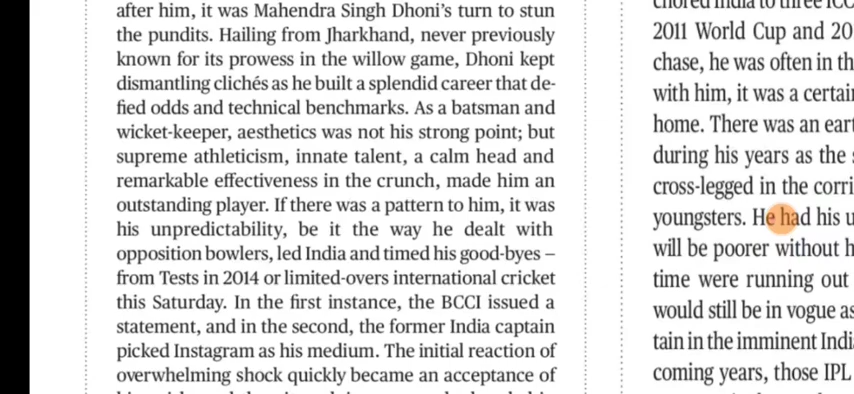 after him, it was Mahendra Singh Dhoni's turn to stun
the pundits. Hailing from Jharkhand, never previously
known for its prowess in the willow game, Dhoni kept
dismantling clichés as he built a splendid career that de-
fied odds and technical benchmarks. As a batsman and
wicket-keeper, aesthetics was not his strong point; but
supreme athleticism, innate talent, a calm head and
remarkable effectiveness in the crunch, made him an
outstanding player. If there was a pattern to him, it was
his unpredictability, be it the way he dealt with
opposition bowlers, led India and timed his good-byes –
from Tests in 2014 or limited-overs international cricket
this Saturday. In the first instance, the BCCI issued a
statement, and in the second, the former India captain
picked Instagram as his medium. The initial reaction of
overwhelming shock quickly became an acceptance of
2011 World Cup and 20
chase, he was often in th
with him, it was a certai
home. There was an eart
during his years as the
cross-legged in the corri
youngsters. He had his u
will be poorer without h
time were running out
would still be in vogue as
tain in the imminent Indi
coming years, those IPL